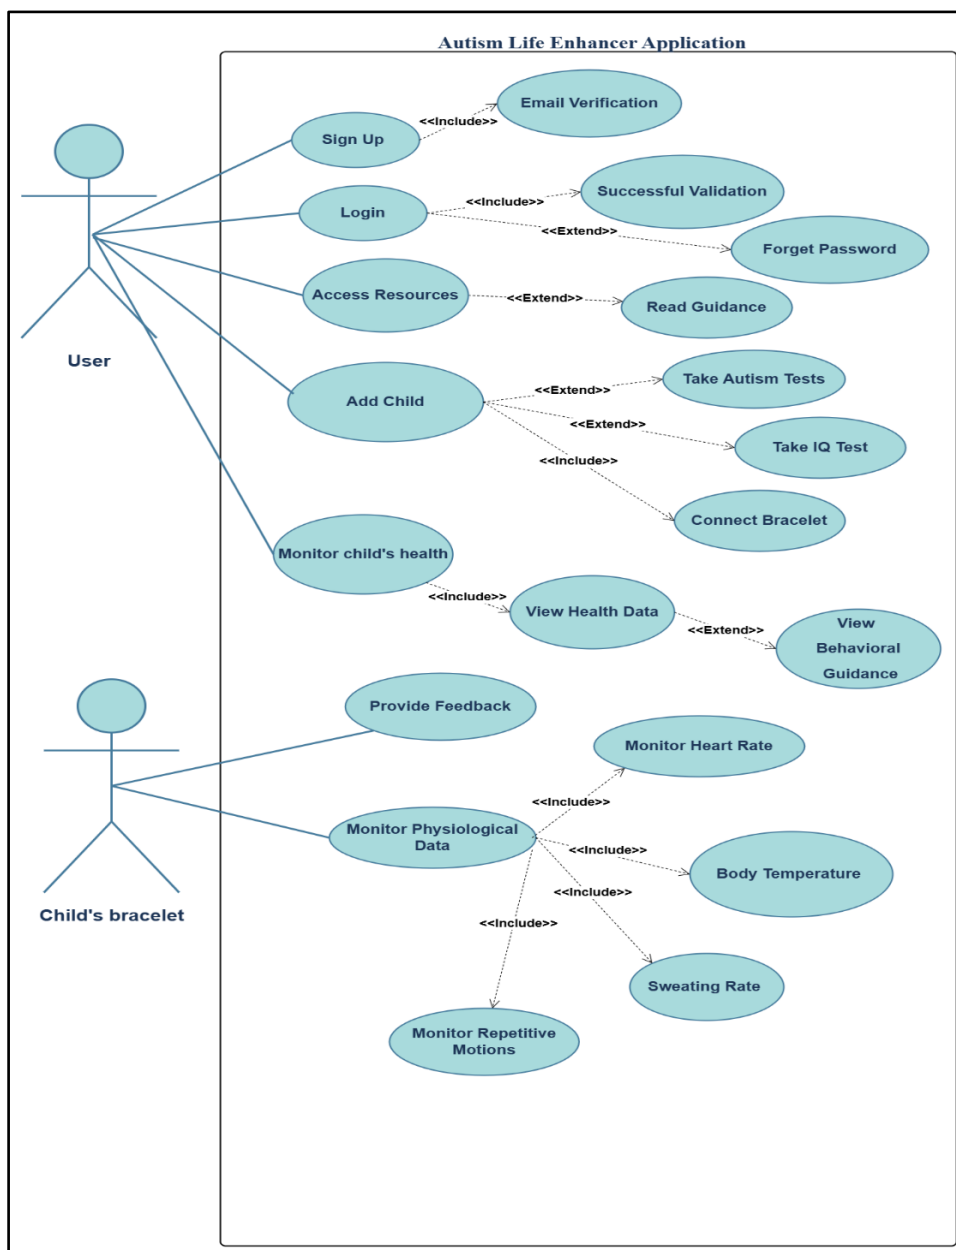 Autism Life Enhancer Application
Email Verification
<<Include>>
Sign Up
Successful Validation
<<Include>>
Login
<<Extend>>
Forget Password
Access Resources
<<Extend>>
Read Guidance
User
Take Autism Tests
<<Extend>>
Add Child
<<Extend>>
Take IQ Test
<<Include>>
Connect Bracelet
Monitor child's health
<<Include>>
View Health Data
<<Extend>>
View
Behavioral
Guidance
Provide Feedback
Monitor Heart Rate
<<Include>>
Monitor Physiological
Data
<<Include>>
Body Temperature
<<Include>>
Child's bracelet
<<Include>>
Sweating Rate
Monitor Repetitive
Motions